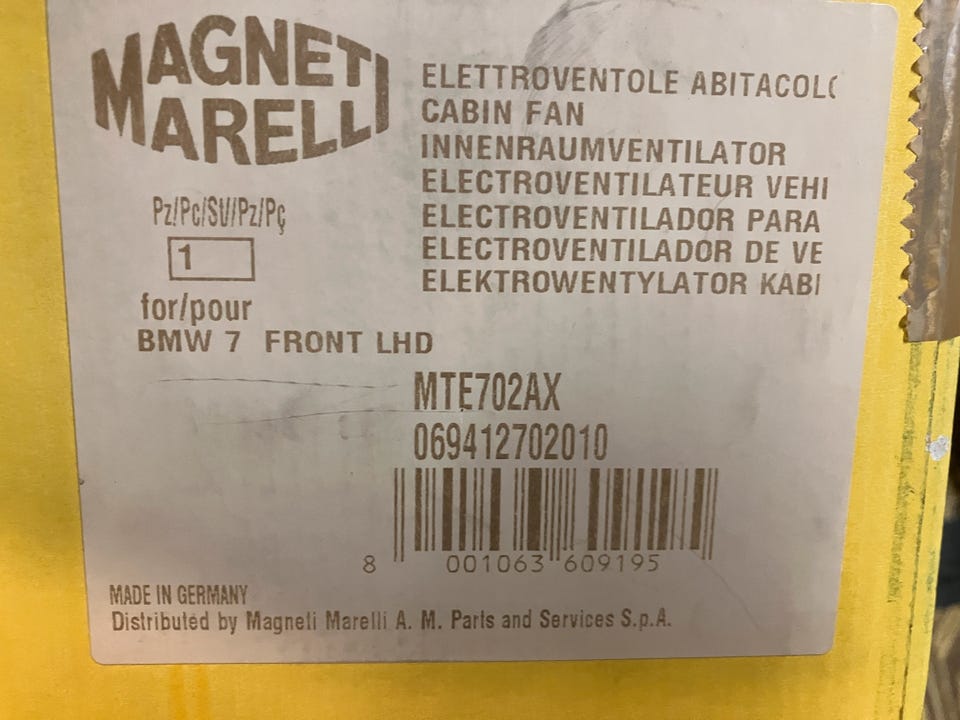 MAGNETI
MARELLI
ELETTROVENTOLE ABITACOLO
CABIN FAN
INNENRAUMVENTILATOR
ELECTROVENTILATEUR VEHI
ELECTROVENTILADOR PARA
ELECTROVENTILADOR DE VE
ELEKTROWENTYLATOR KABI
Pz/Pc/St/Pz/Pç
1
for/pour
BMW 7 FRONT LHD
MTE702AX
069412702010
8 001063 609195
MADE IN GERMANY
Distributed by Magneti Marelli A. M. Parts and Services S.p.A.